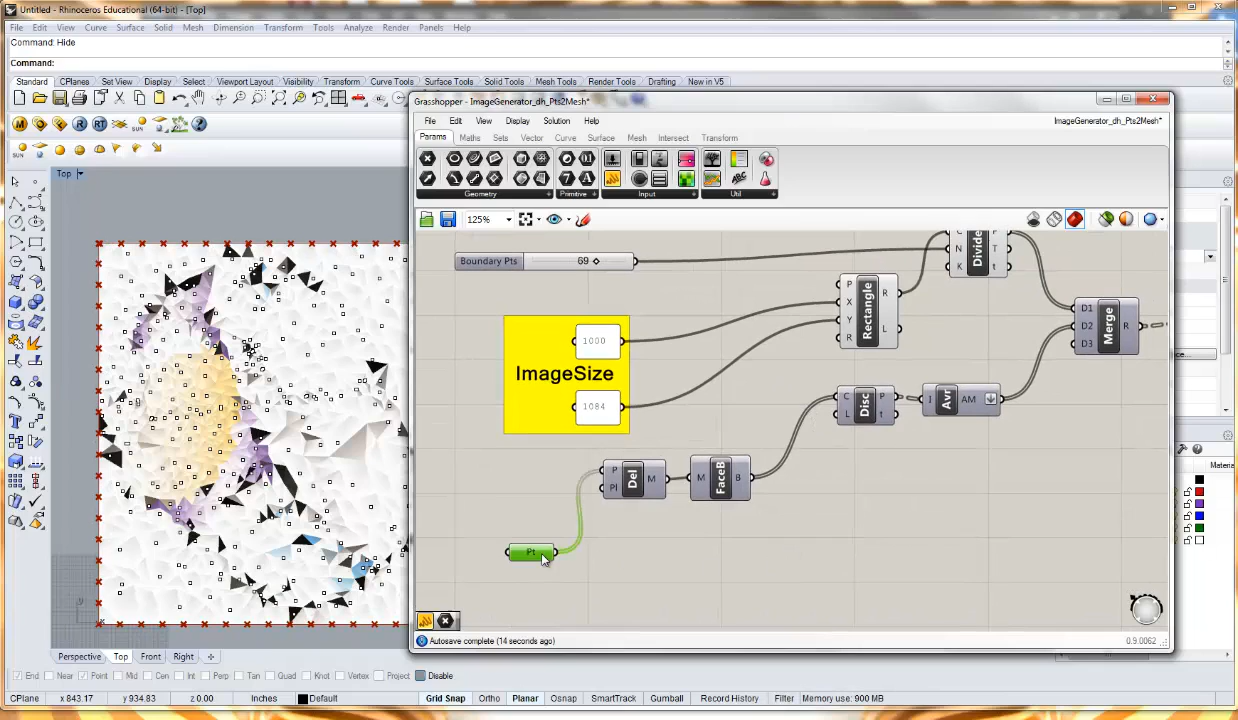 Untitled - Rhinoceros Educational (64-bit) - [Top]
File Edit View Curve Surface Solid Mesh Dimension Transform Tools Analyze Render Panels Help
Command: Hide
Command:
Standard CPlanes Set View Display Select Viewport Layout Visibility Transform Curve Tools Surface Tools Solid Tools Mesh Tools Render Tools Drafting New in V5
Top
Grasshopper - ImageGenerator_dh_Pts2Mesh*
File Edit View Display Solution Help
ImageGenerator_dh_Pts2Mesh*
Params Maths Sets Vector Curve Surface Mesh Intersect Transform
Geometry Primitive Input Util
125%
Boundary Pts 69
N
K
Divide
T
t
P
X
Y
R
Rectangle
R
L
D1
D2
D3
Merge
R
1000
ImageSize
1084
C
L
Disc
P
t
I Avr AM
P
Pl
Del
M
M FaceB B
Pt
Autosave complete (14 seconds ago)
0.9.0062
Perspective Top Front Right
End Near Point Mid Cen Int Perp Tan Quad Knot Vertex Project Disable
CPlane x 843.17 y 934.83 z 0.00 Inches Default Grid Snap Ortho Planar Osnap SmartTrack Gumball Record History Filter Memory use: 900 MB